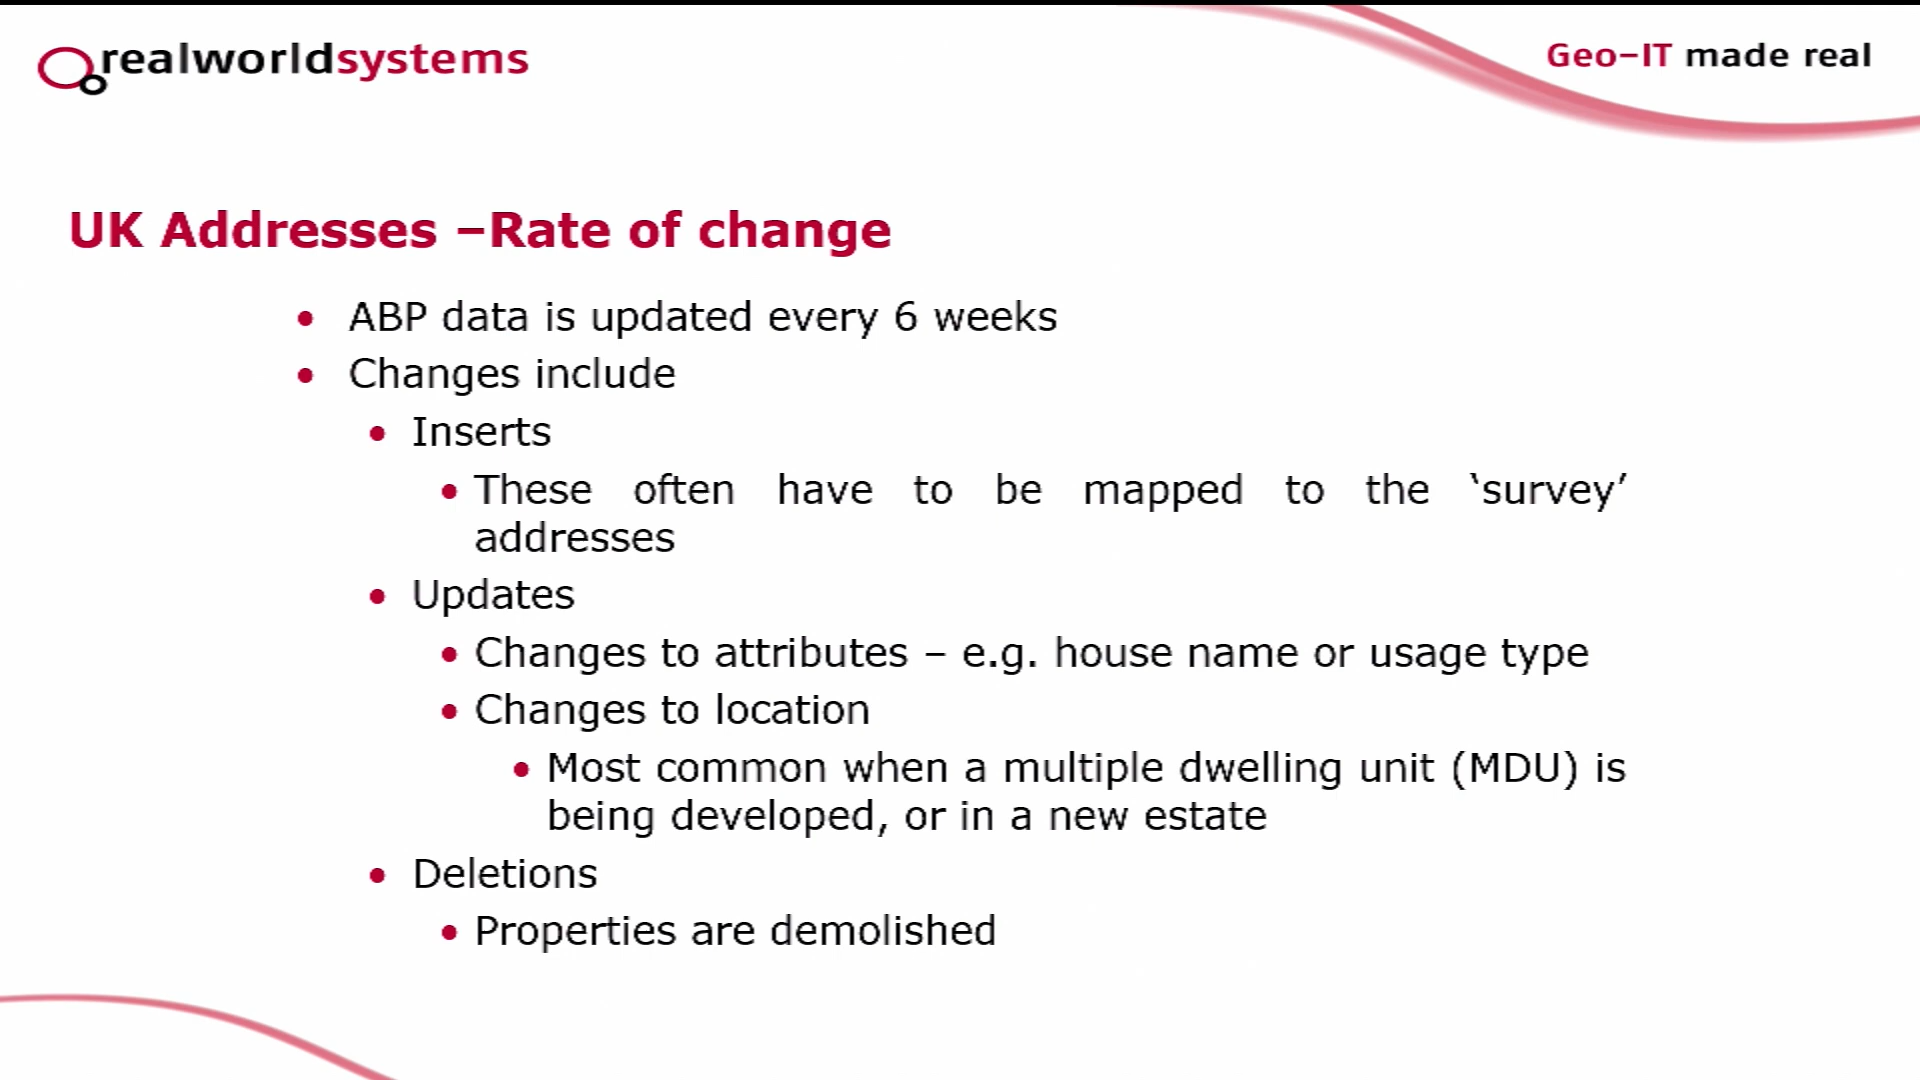 realworldsystems
Geo-IT made real
UK Addresses –Rate of change
• ABP data is updated every 6 weeks
• Changes include
• Inserts
• These often have to be mapped to the ‘survey’
addresses
• Updates
• Changes to attributes – e.g. house name or usage type
• Changes to location
• Most common when a multiple dwelling unit (MDU) is
being developed, or in a new estate
• Deletions
• Properties are demolished